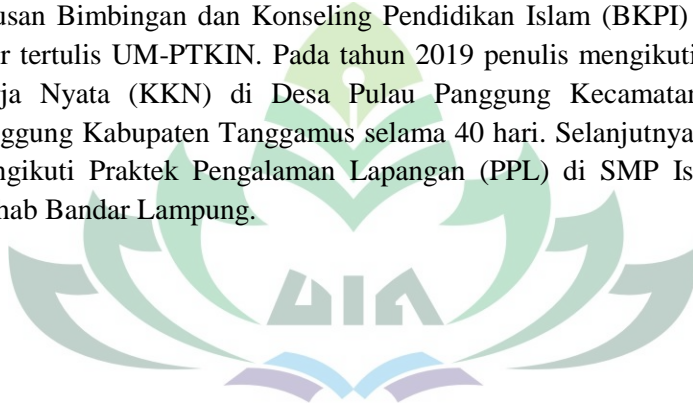 usan Bimbingan dan Konseling Pendidikan Islam (BKPI)
r tertulis UM-PTKIN. Pada tahun 2019 penulis mengikuti
ja Nyata (KKN) di Desa Pulau Panggung Kecamatan
ggung Kabupaten Tanggamus selama 40 hari. Selanjutnya
ngikuti Praktek Pengalaman Lapangan (PPL) di SMP Is
nab Bandar Lampung.
UIN